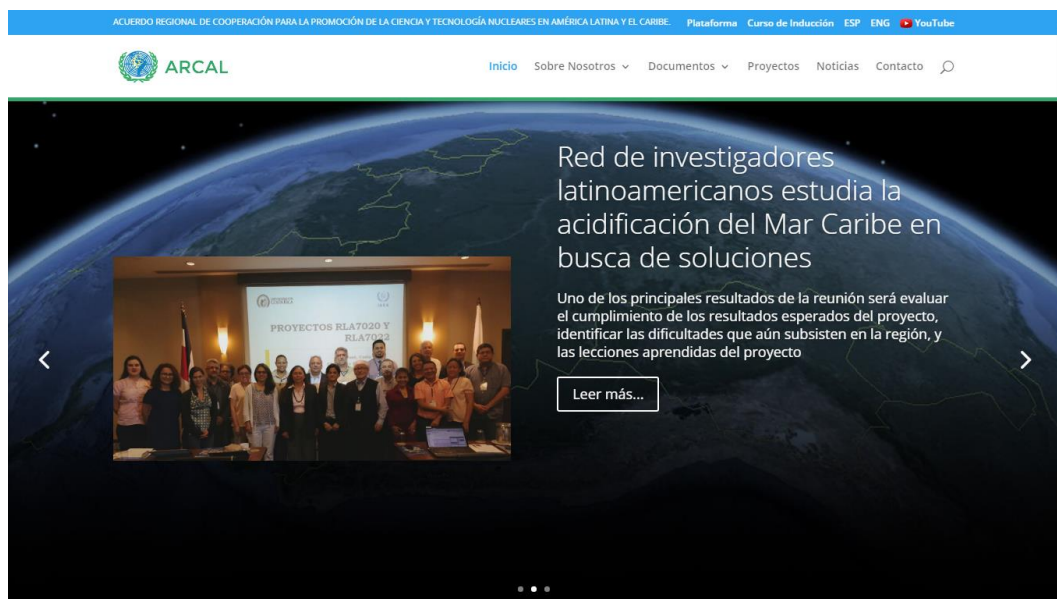 ACUERDO REGIONAL DE COOPERACIÓN PARA LA PROMOCIÓN DE LA CIENCIA Y TECNOLOGÍA NUCLEARES EN AMÉRICA LATINA Y EL CARIBE. Plataforma Curso de Inducción ESP ENG YouTube
ARCAL
Inicio Sobre Nosotros Documentos Proyectos Noticias Contacto
Red de investigadores
latinoamericanos estudia la
acidificación del Mar Caribe en
busca de soluciones
Uno de los principales resultados de la reunión será evaluar
el cumplimiento de los resultados esperados del proyecto,
identificar las dificultades que aún subsisten en la región, y
las lecciones aprendidas del proyecto
Leer más...
PROYECTOS RLA7020 Y
RLA7022